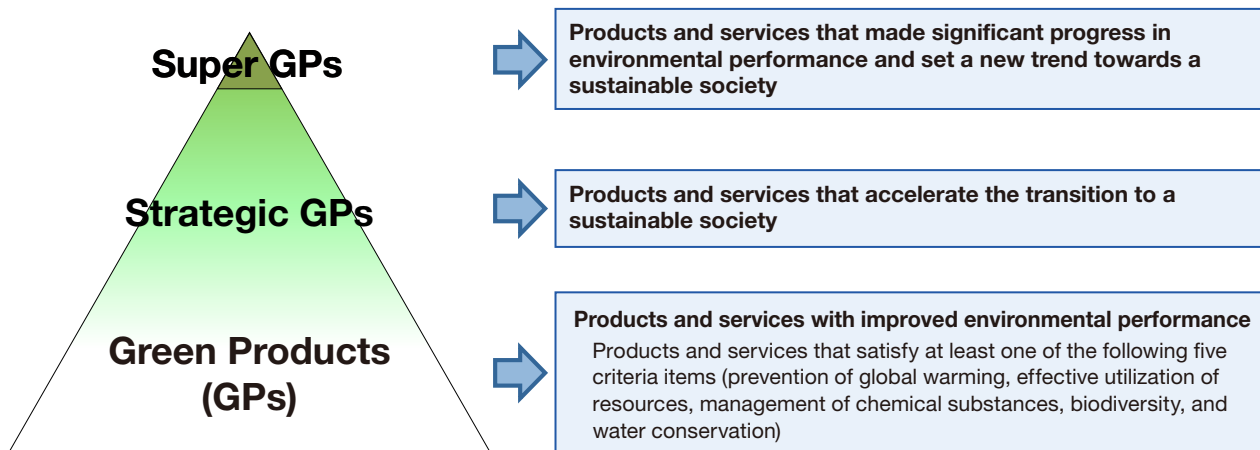 Super GPs
Products and services that made significant progress in
environmental performance and set a new trend towards a
sustainable society
Strategic GPs
Products and services that accelerate the transition to a
sustainable society
Green Products
(GPs)
Products and services with improved environmental performance
Products and services that satisfy at least one of the following five
criteria items (prevention of global warming, effective utilization of
resources, management of chemical substances, biodiversity, and
water conservation)